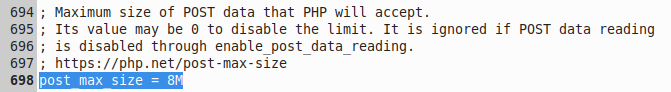 694 ; Maximum size of POST data that PHP will accept.
695 ; Its value may be 0 to disable the limit. It is ignored if POST data reading
696 ; is disabled through enable_post_data_reading.
697 ; https://php.net/post-max-size
698 post_max_size = 8M